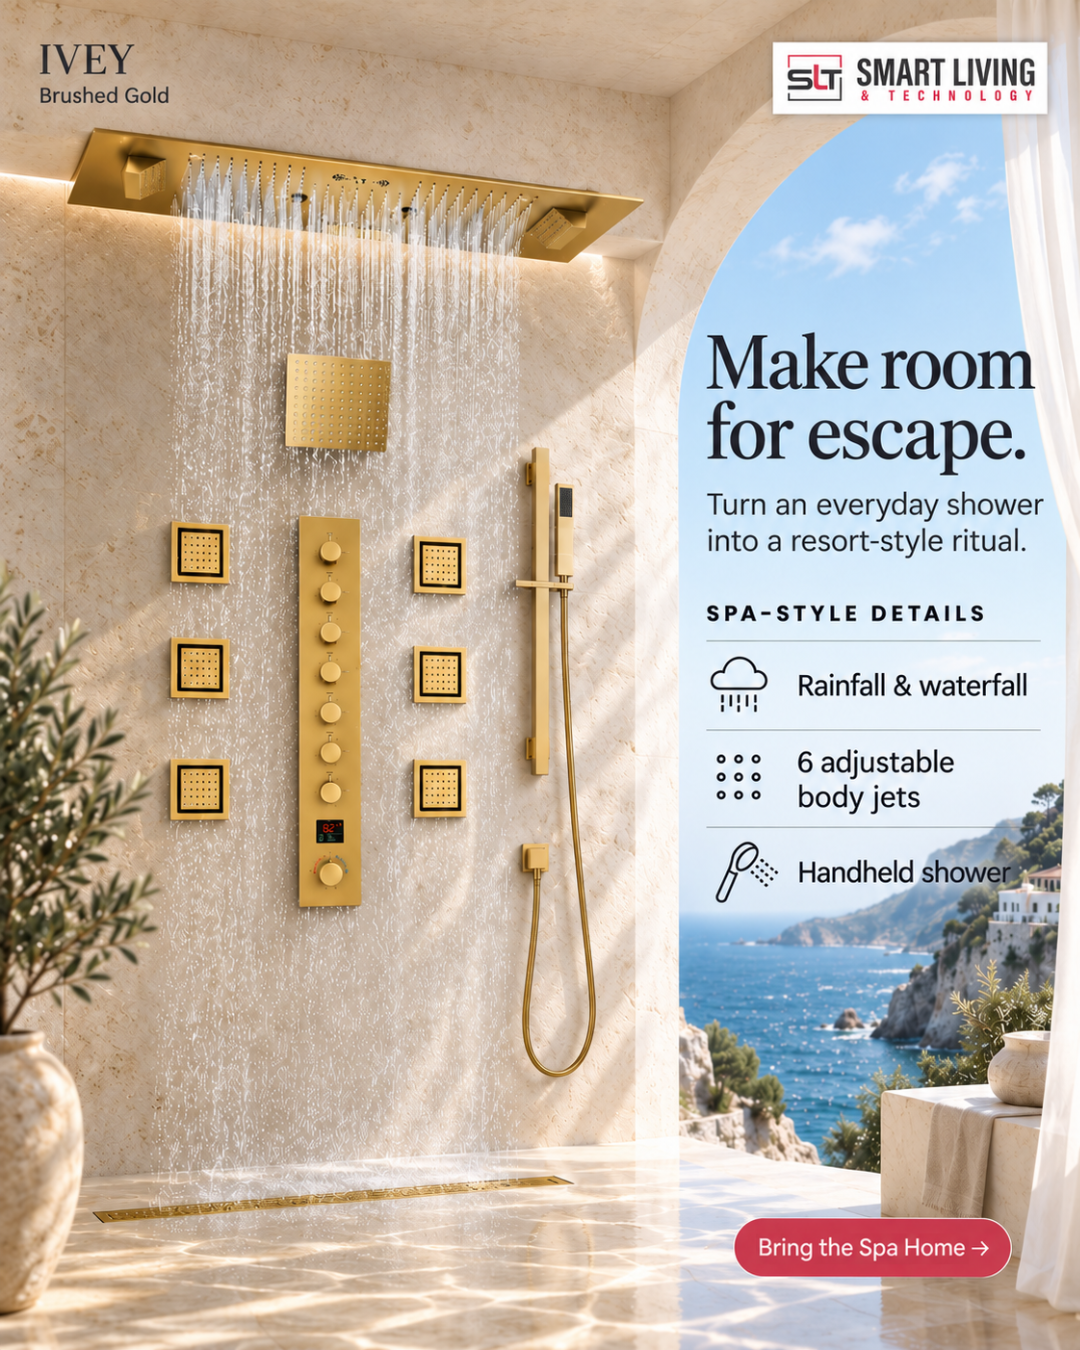 IVEY
Brushed Gold
SLT
SMART LIVING
& TECHNOLOGY
Make room
for escape.
Turn an everyday shower
into a resort-style ritual.
SPA-STYLE DETAILS
Rainfall & waterfall
6 adjustable
body jets
Handheld shower
82°
Bring the Spa Home →